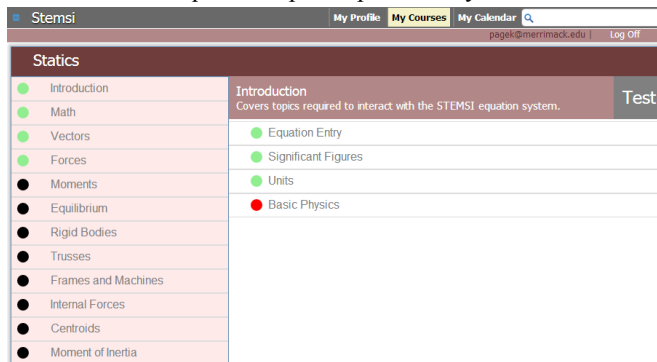 Stemsi My Profile My Courses My Calendar
pagek@merrimack.edu | Log Off
Statics
Introduction
Math
Vectors
Forces
Moments
Equilibrium
Rigid Bodies
Trusses
Frames and Machines
Internal Forces
Centroids
Moment of Inertia
Introduction
Covers topics required to interact with the STEMSI equation system.
Test
Equation Entry
Significant Figures
Units
Basic Physics